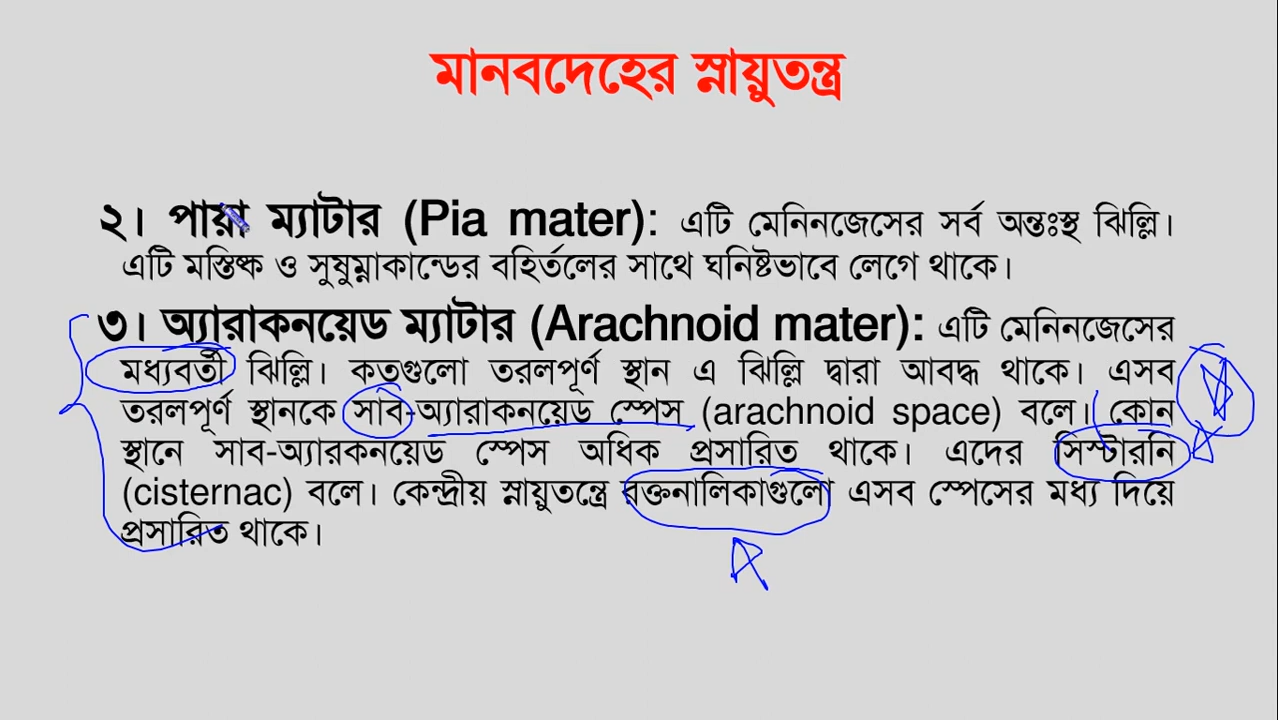 মানবদেহের স্নায়ুতন্ত্র
২। পায়া ম্যাটার (Pia mater): এটি মেনিনজেসের সর্ব অন্তঃস্থ ঝিল্লি।
এটি মস্তিষ্ক ও সুষুম্নাকান্ডের বহির্তলের সাথে ঘনিষ্টভাবে লেগে থাকে।
৩। অ্যারাকনয়েড ম্যাটার (Arachnoid mater): এটি মেনিনজেসের
মধ্যবর্তী ঝিল্লি। কতগুলো তরলপূর্ণ স্থান এ ঝিল্লি দ্বারা আবদ্ধ থাকে। এসব
তরলপূর্ণ স্থানকে সাব-অ্যারাকনয়েড স্পেস (arachnoid space) বলে। কোন
স্থানে সাব-অ্যারকনয়েড স্পেস অধিক প্রসারিত থাকে। এদের সিস্টারনি
(cisternac) বলে। কেন্দ্রীয় স্নায়ুতন্ত্রে রক্তনালিকাগুলো এসব স্পেসের মধ্য দিয়ে
প্রসারিত থাকে।